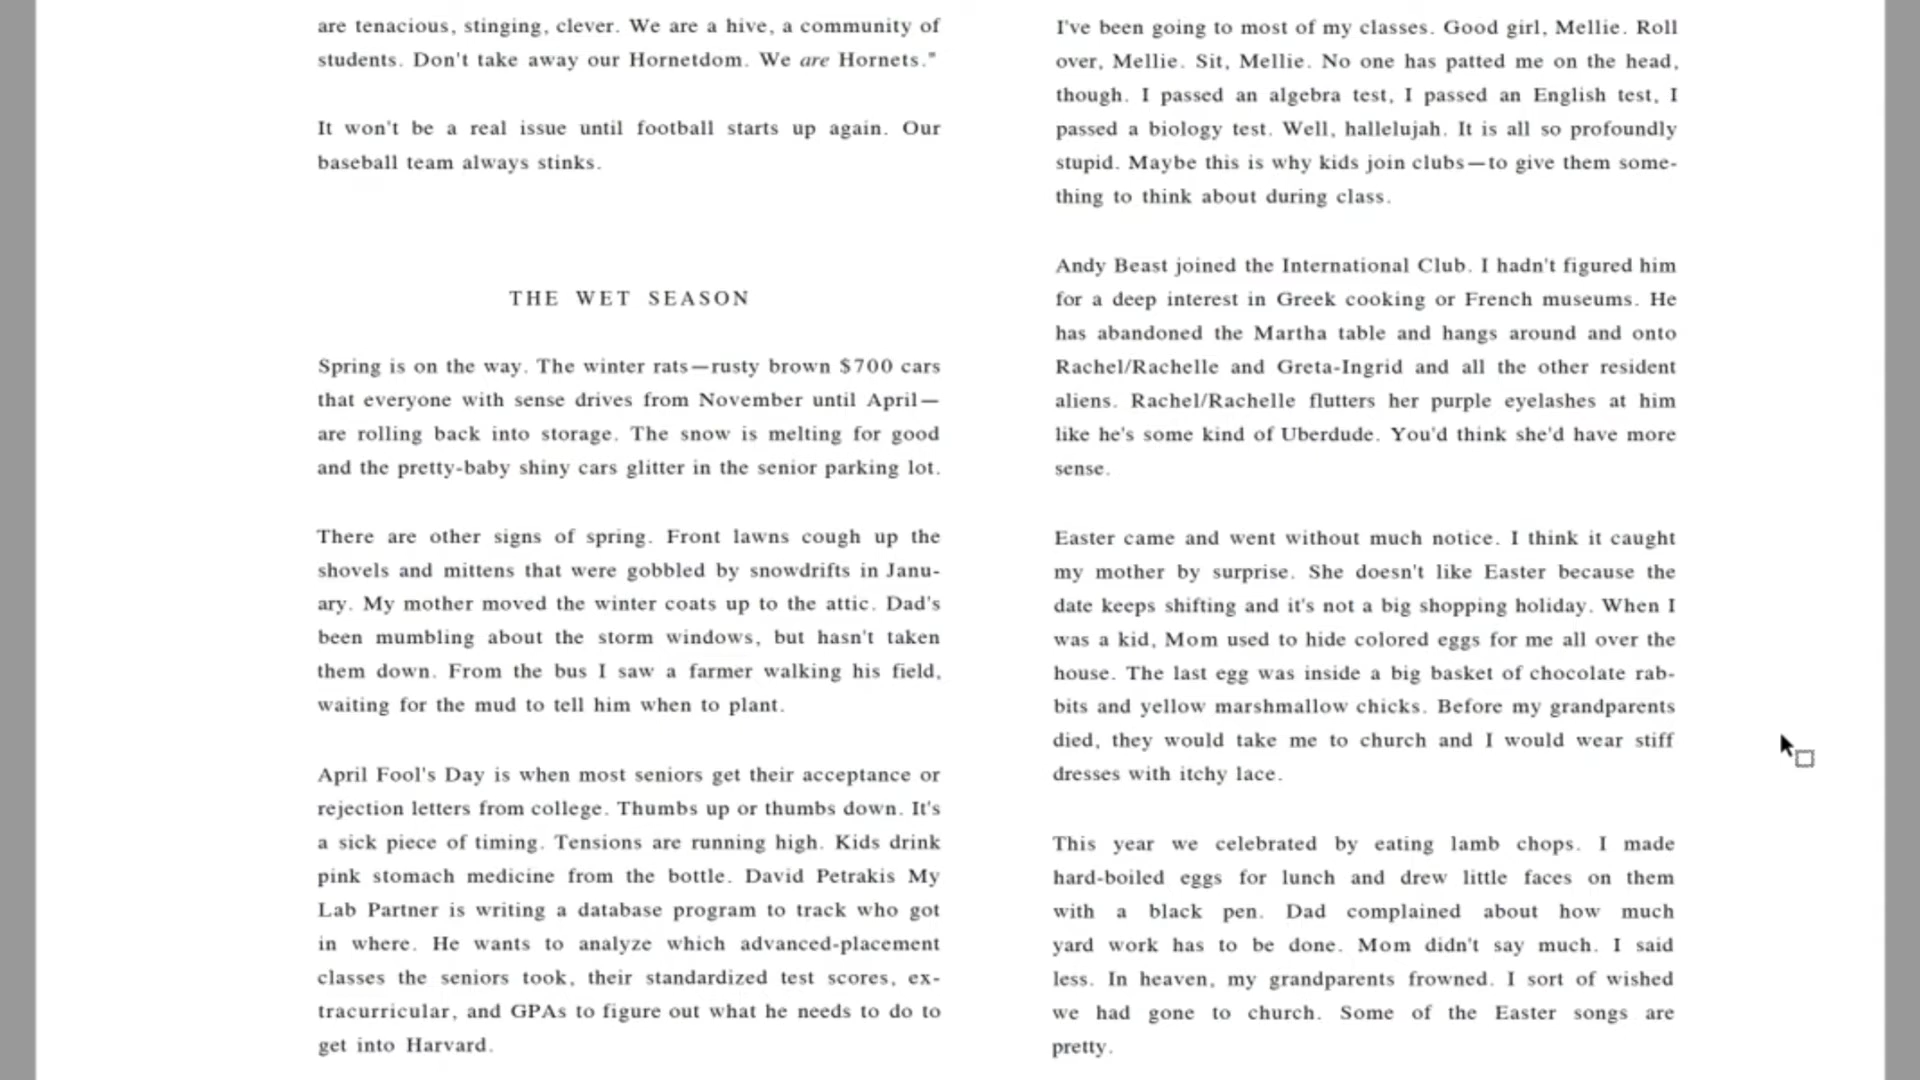 are tenacious, stinging, clever. We are a hive, a community of
students. Don't take away our Hornetdom. We are Hornets."
It won't be a real issue until football starts up again. Our
baseball team always stinks.
THE WET SEASON
Spring is on the way. The winter rats—rusty brown $700 cars
that everyone with sense drives from November until April—
are rolling back into storage. The snow is melting for good
and the pretty-baby shiny cars glitter in the senior parking lot.
There are other signs of spring. Front lawns cough up the
shovels and mittens that were gobbled by snowdrifts in Janu-
ary. My mother moved the winter coats up to the attic. Dad's
been mumbling about the storm windows, but hasn't taken
them down. From the bus I saw a farmer walking his field,
waiting for the mud to tell him when to plant.
April Fool's Day is when most seniors get their acceptance or
rejection letters from college. Thumbs up or thumbs down. It's
a sick piece of timing. Tensions are running high. Kids drink
pink stomach medicine from the bottle. David Petrakis My
Lab Partner is writing a database program to track who got
in where. He wants to analyze which advanced-placement
classes the seniors took, their standardized test scores, ex-
tracurricular, and GPAs to figure out what he needs to do to
get into Harvard.
I've been going to most of my classes. Good girl, Mellie. Roll
over, Mellie. Sit, Mellie. No one has patted me on the head,
though. I passed an algebra test, I passed an English test, I
passed a biology test. Well, hallelujah. It is all so profoundly
stupid. Maybe this is why kids join clubs—to give them some-
thing to think about during class.
Andy Beast joined the International Club. I hadn't figured him
for a deep interest in Greek cooking or French museums. He
has abandoned the Martha table and hangs around and onto
Rachel/Rachelle and Greta-Ingrid and all the other resident
aliens. Rachel/Rachelle flutters her purple eyelashes at him
like he's some kind of Uberdude. You'd think she'd have more
sense.
Easter came and went without much notice. I think it caught
my mother by surprise. She doesn't like Easter because the
date keeps shifting and it's not a big shopping holiday. When I
was a kid, Mom used to hide colored eggs for me all over the
house. The last egg was inside a big basket of chocolate rab-
bits and yellow marshmallow chicks. Before my grandparents
died, they would take me to church and I would wear stiff
dresses with itchy lace.
This year we celebrated by eating lamb chops. I made
hard-boiled eggs for lunch and drew little faces on them
with a black pen. Dad complained about how much
yard work has to be done. Mom didn't say much. I said
less. In heaven, my grandparents frowned. I sort of wished
we had gone to church. Some of the Easter songs are
pretty.